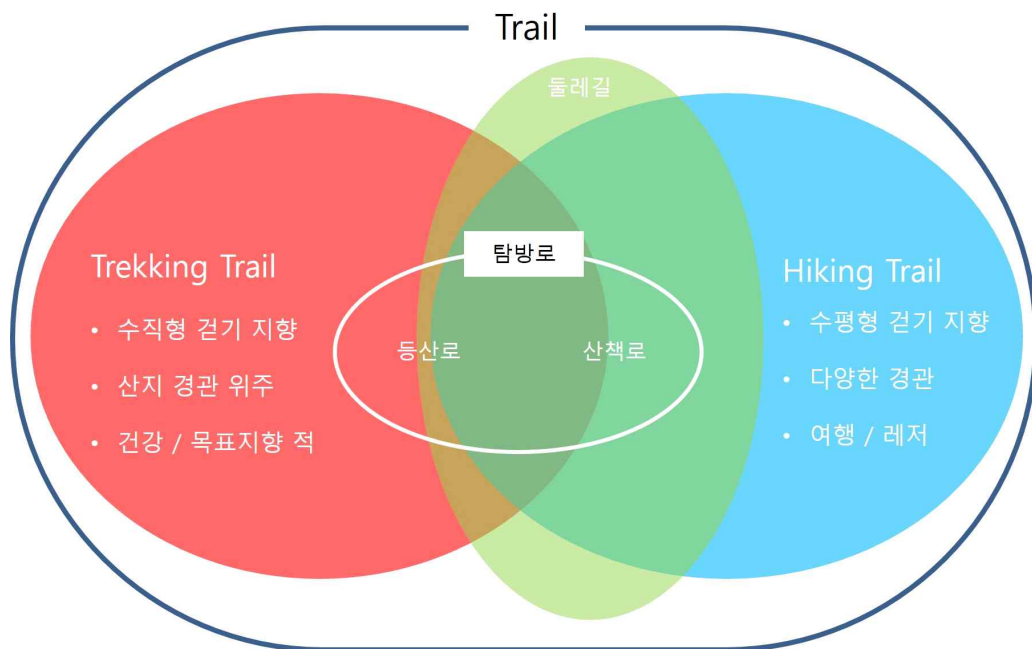 Trail
둘레길
탐방로
Trekking Trail
• 수직형 걷기 지향
• 산지 경관 위주
• 건강 / 목표지향 적
등산로
산책로
Hiking Trail
• 수평형 걷기 지향
• 다양한 경관
• 여행 / 레저